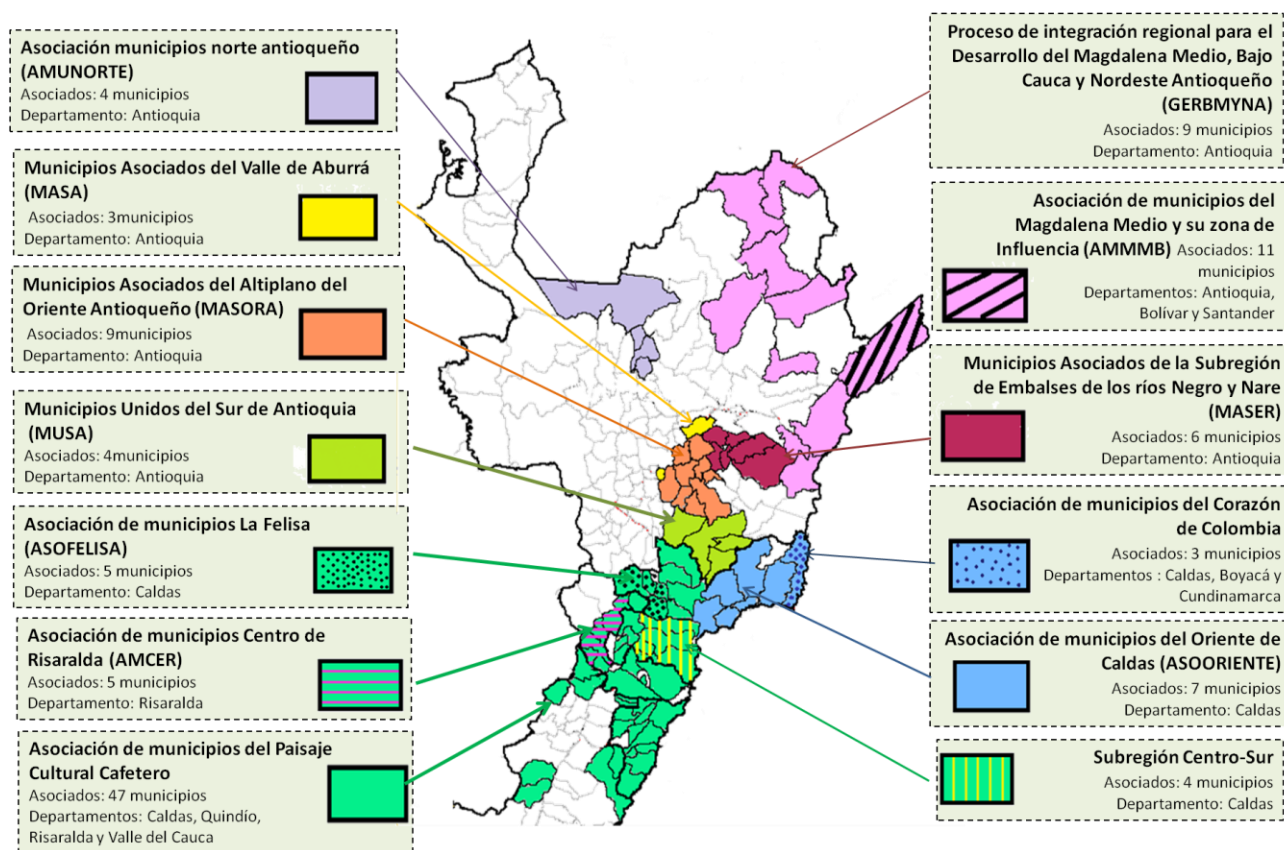 Asociación municipios norte antioqueño
(AMUNORTE)
Asociados: 4 municipios
Departamento: Antioquia
Municipios Asociados del Valle de Aburrá
(MASA)
Asociados: 3municipios
Departamento: Antioquia
Municipios Asociados del Altiplano del
Oriente Antioqueño (MASORA)
Asociados: 9municipios
Departamento: Antioquia
Municipios Unidos del Sur de Antioquia
(MUSA)
Asociados: 4municipios
Departamento: Antioquia
Asociación de municipios La Felisa
(ASOFELISA)
Asociados: 5 municipios
Departamento: Caldas
Asociación de municipios Centro de
Risaralda (AMCER)
Asociados: 5 municipios
Departamento: Risaralda
Asociación de municipios del Paisaje
Cultural Cafetero
Asociados: 47 municipios
Departamentos: Caldas, Quindío,
Risaralda y Valle del Cauca
Proceso de integración regional para el
Desarrollo del Magdalena Medio, Bajo
Cauca y Nordeste Antioqueño
(GERBMYNA)
Asociados: 9 municipios
Departamento: Antioquia
Asociación de municipios del
Magdalena Medio y su zona de
Influencia (AMMMB) Asociados: 11
municipios
Departamentos: Antioquia,
Bolívar y Santander
Municipios Asociados de la Subregión
de Embalses de los ríos Negro y Nare
(MASER)
Asociados: 6 municipios
Departamento: Antioquia
Asociación de municipios del Corazón
de Colombia
Asociados: 3 municipios
Departamentos : Caldas, Boyacá y
Cundinamarca
Asociación de municipios del Oriente de
Caldas (ASOORIENTE)
Asociados: 7 municipios
Departamento: Caldas
Subregión Centro-Sur
Asociados: 4 municipios
Departamento: Caldas